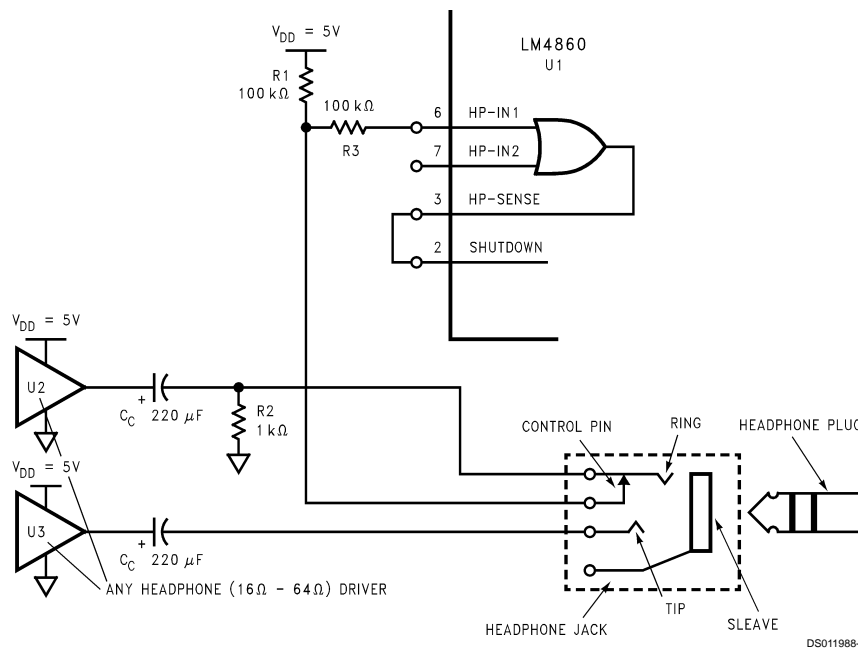 V_DD = 5V
LM4860
U1
R1
100 kΩ
100 kΩ
R3
6 HP-IN1
7 HP-IN2
3 HP-SENSE
2 SHUTDOWN
V_DD = 5V
U2
+
C_C 220 µF
R2
1 kΩ
CONTROL PIN
RING
HEADPHONE PLUG
V_DD = 5V
U3
+
C_C 220 µF
ANY HEADPHONE (16Ω - 64Ω) DRIVER
HEADPHONE JACK
TIP
SLEAVE
DS011988-